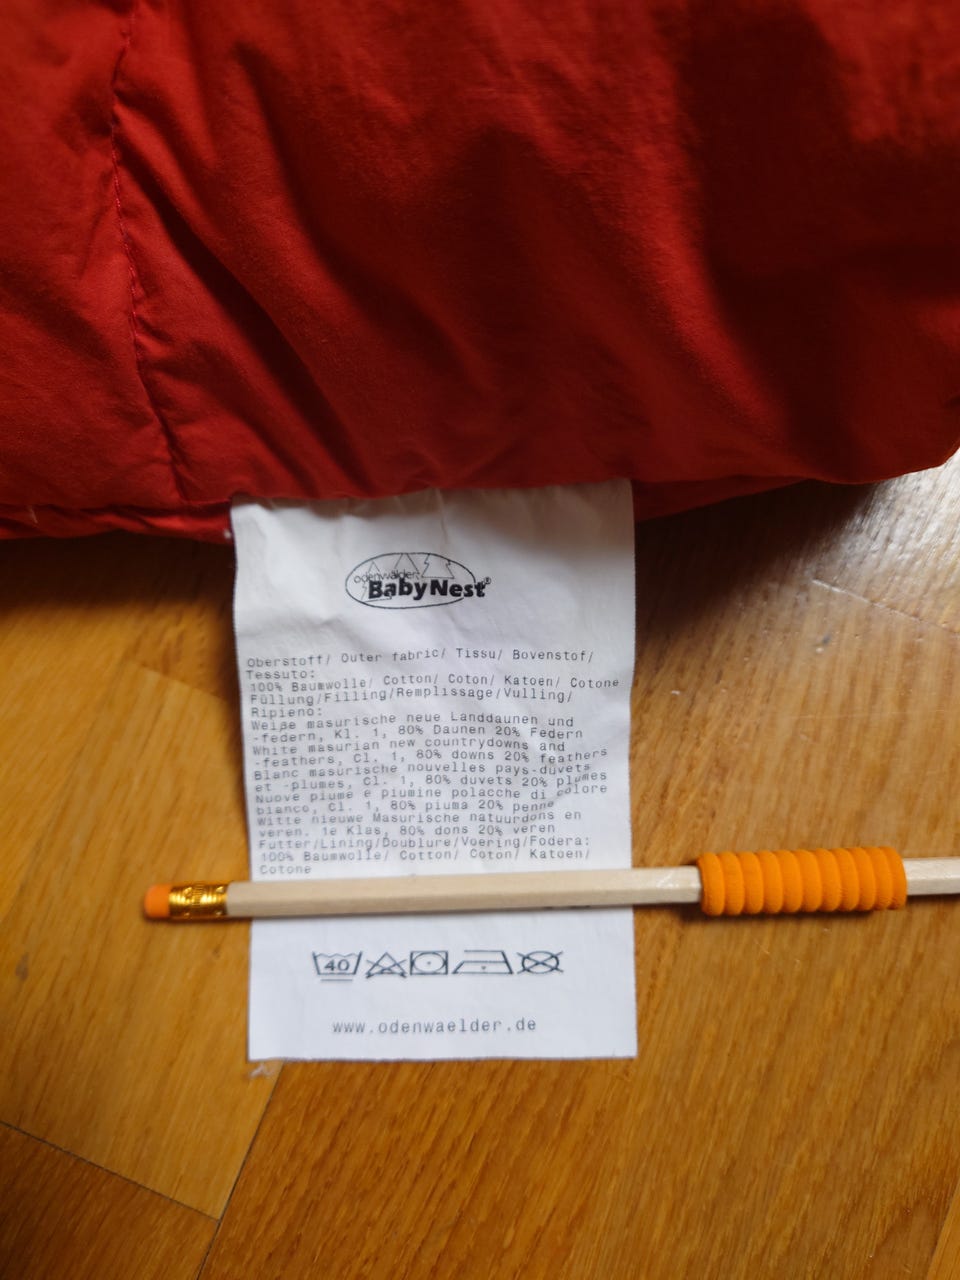 odenwälder
BabyNest®
Oberstoff/ Outer fabric/ Tissu/ Bovenstof/
Tessuto:
100% Baumwolle/ Cotton/ Coton/ Katoen/ Cotone
Füllung/Filling/Remplissage/Vulling/
Ripieno:
Weiße masurische neue Landdaunen und
-federn, Kl. 1, 80% Daunen 20% Federn
White masurian new countrydowns and
-feathers, Cl. 1, 80% downs 20% feathers
Blanc masurische nouvelles pays-duvets
et -plumes, Cl. 1, 80% duvets 20% plumes
Nuove piume e piumine polacche di colore
bianco, Cl. 1, 80% piuma 20% penne
Witte nieuwe Masurische natuurdons en
veren. 1e Klas, 80% dons 20% veren
Futter/Lining/Doublure/Voering/Fodera:
100% Baumwolle/ Cotton/ Coton/ Katoen/
Cotone
40
www.odenwaelder.de